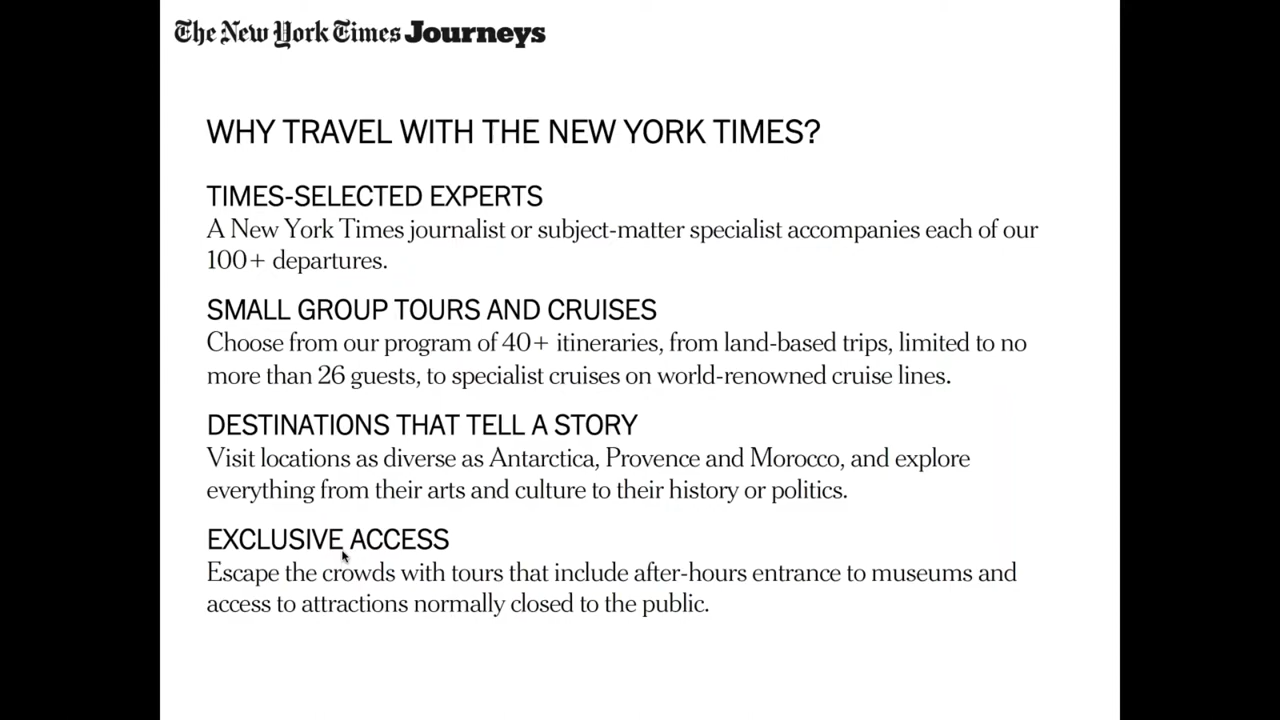 The New York Times Journeys
WHY TRAVEL WITH THE NEW YORK TIMES?
TIMES-SELECTED EXPERTS
A New York Times journalist or subject-matter specialist accompanies each of our
100+ departures.
SMALL GROUP TOURS AND CRUISES
Choose from our program of 40+ itineraries, from land-based trips, limited to no
more than 26 guests, to specialist cruises on world-renowned cruise lines.
DESTINATIONS THAT TELL A STORY
Visit locations as diverse as Antarctica, Provence and Morocco, and explore
everything from their arts and culture to their history or politics.
EXCLUSIVE ACCESS
Escape the crowds with tours that include after-hours entrance to museums and
access to attractions normally closed to the public.